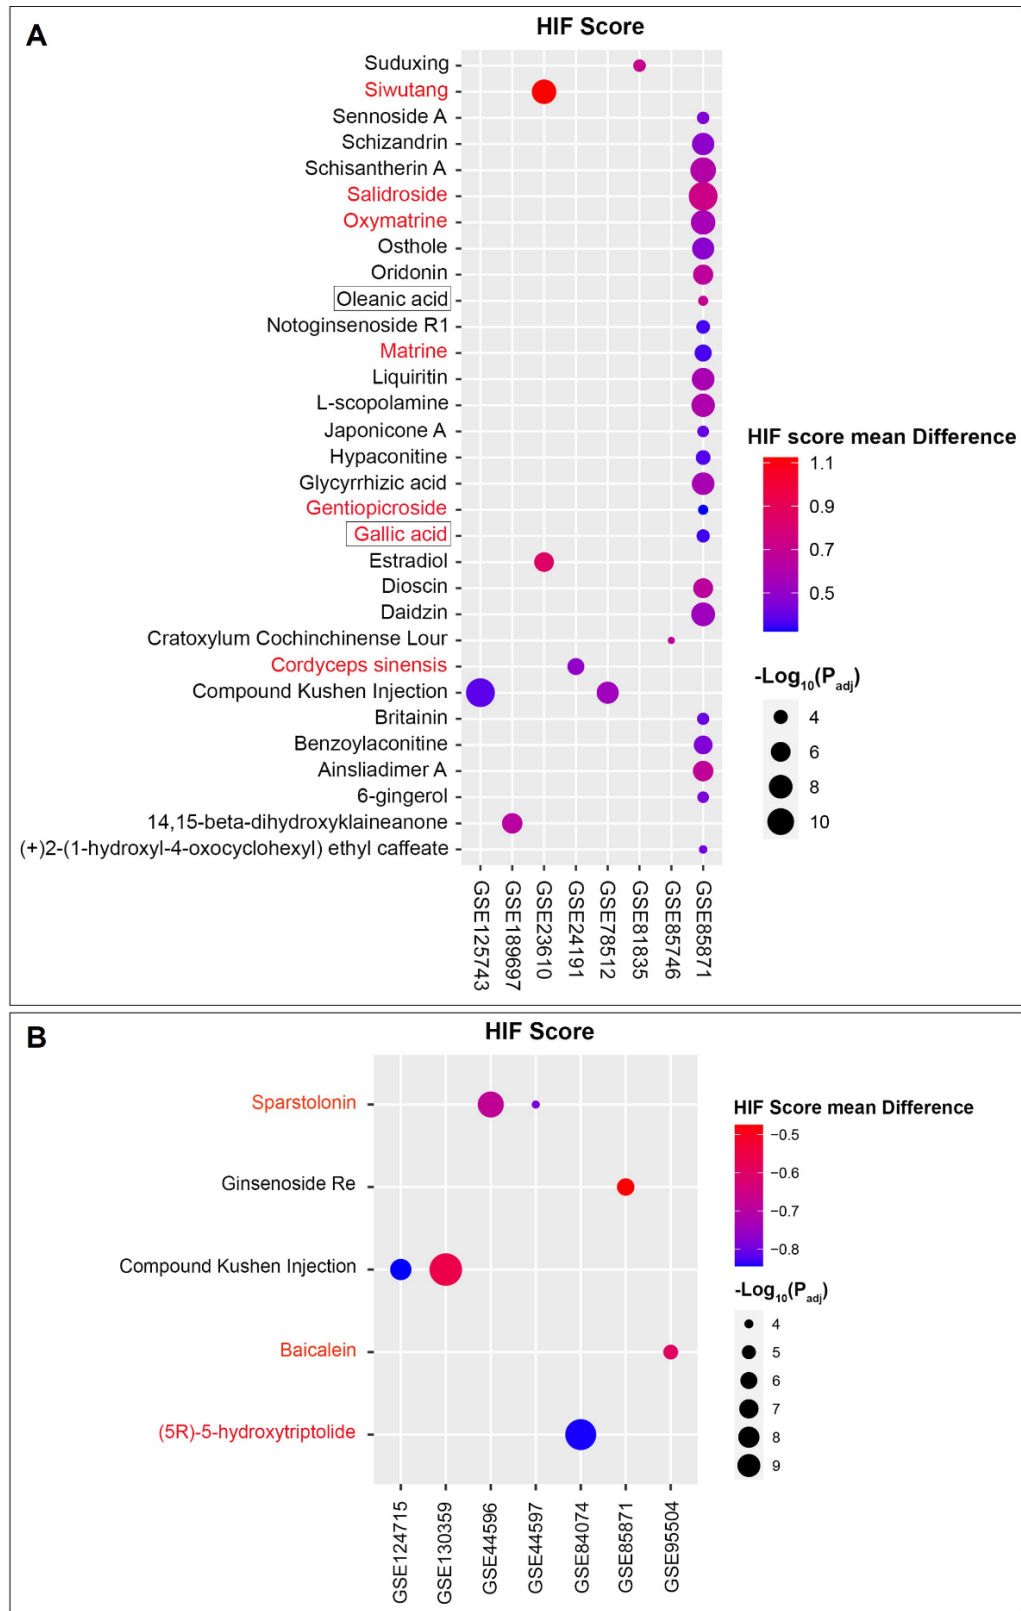 A
HIF Score
Suduxing
Siwutang
Sennoside A
Schizandrin
Schisantherin A
Salidroside
Oxymatrine
Osthole
Oridonin
Oleanic acid
Notoginsenoside R1
Matrine
Liquiritin
L-scopolamine
Japonicone A
Hypaconitine
Glycyrrhizic acid
Gentiopicroside
Gallic acid
Estradiol
Dioscin
Daidzin
Cratoxylum Cochinchinense Lour
Cordyceps sinensis
Compound Kushen Injection
Britainin
Benzoylaconitine
Ainsliadimer A
6-gingerol
14,15-beta-dihydroxyklaineanone
(+)2-(1-hydroxyl-4-oxocyclohexyl) ethyl caffeate
GSE125743
GSE189697
GSE23610
GSE24191
GSE78512
GSE81835
GSE85746
GSE85871
HIF score mean Difference
1.1
0.9
0.7
0.5
-Log10(Padj)
4
6
8
10
B
HIF Score
Sparstolonin
Ginsenoside Re
Compound Kushen Injection
Baicalein
(5R)-5-hydroxytriptolide
GSE124715
GSE130359
GSE44596
GSE44597
GSE84074
GSE85871
GSE95504
HIF Score mean Difference
−0.5
−0.6
−0.7
−0.8
-Log10(Padj)
4
5
6
7
8
9